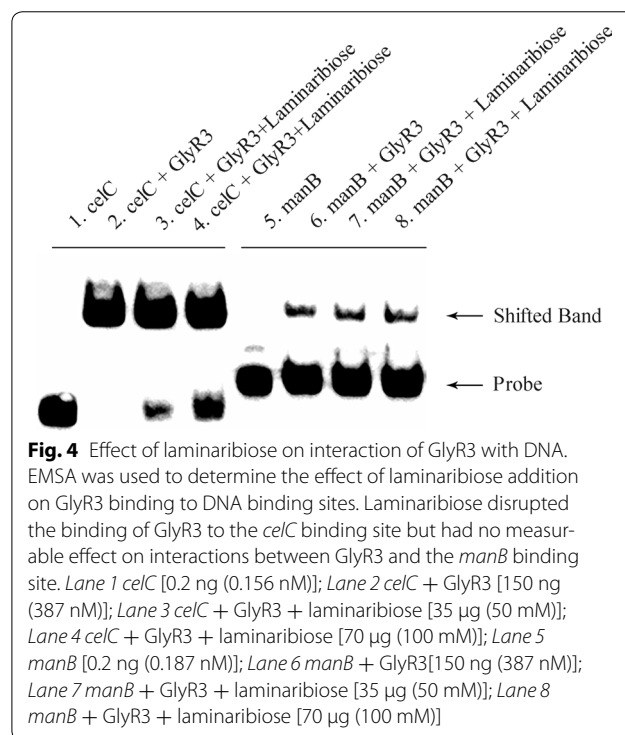 1. celC
2. celC + GlyR3
3. celC + GlyR3+Laminaribiose
4. celC + GlyR3+Laminaribiose
5. manB
6. manB + GlyR3
7. manB + GlyR3 + Laminaribiose
8. manB + GlyR3 + Laminaribiose
← Shifted Band
← Probe
Fig. 4 Effect of laminaribiose on interaction of GlyR3 with DNA.
EMSA was used to determine the effect of laminaribiose addition
on GlyR3 binding to DNA binding sites. Laminaribiose disrupted
the binding of GlyR3 to the celC binding site but had no measur-
able effect on interactions between GlyR3 and the manB binding
site. Lane 1 celC [0.2 ng (0.156 nM)]; Lane 2 celC + GlyR3 [150 ng
(387 nM)]; Lane 3 celC + GlyR3 + laminaribiose [35 µg (50 mM)];
Lane 4 celC + GlyR3 + laminaribiose [70 µg (100 mM)]; Lane 5
manB [0.2 ng (0.187 nM)]; Lane 6 manB + GlyR3[150 ng (387 nM)];
Lane 7 manB + GlyR3 + laminaribiose [35 µg (50 mM)]; Lane 8
manB + GlyR3 + laminaribiose [70 µg (100 mM)]